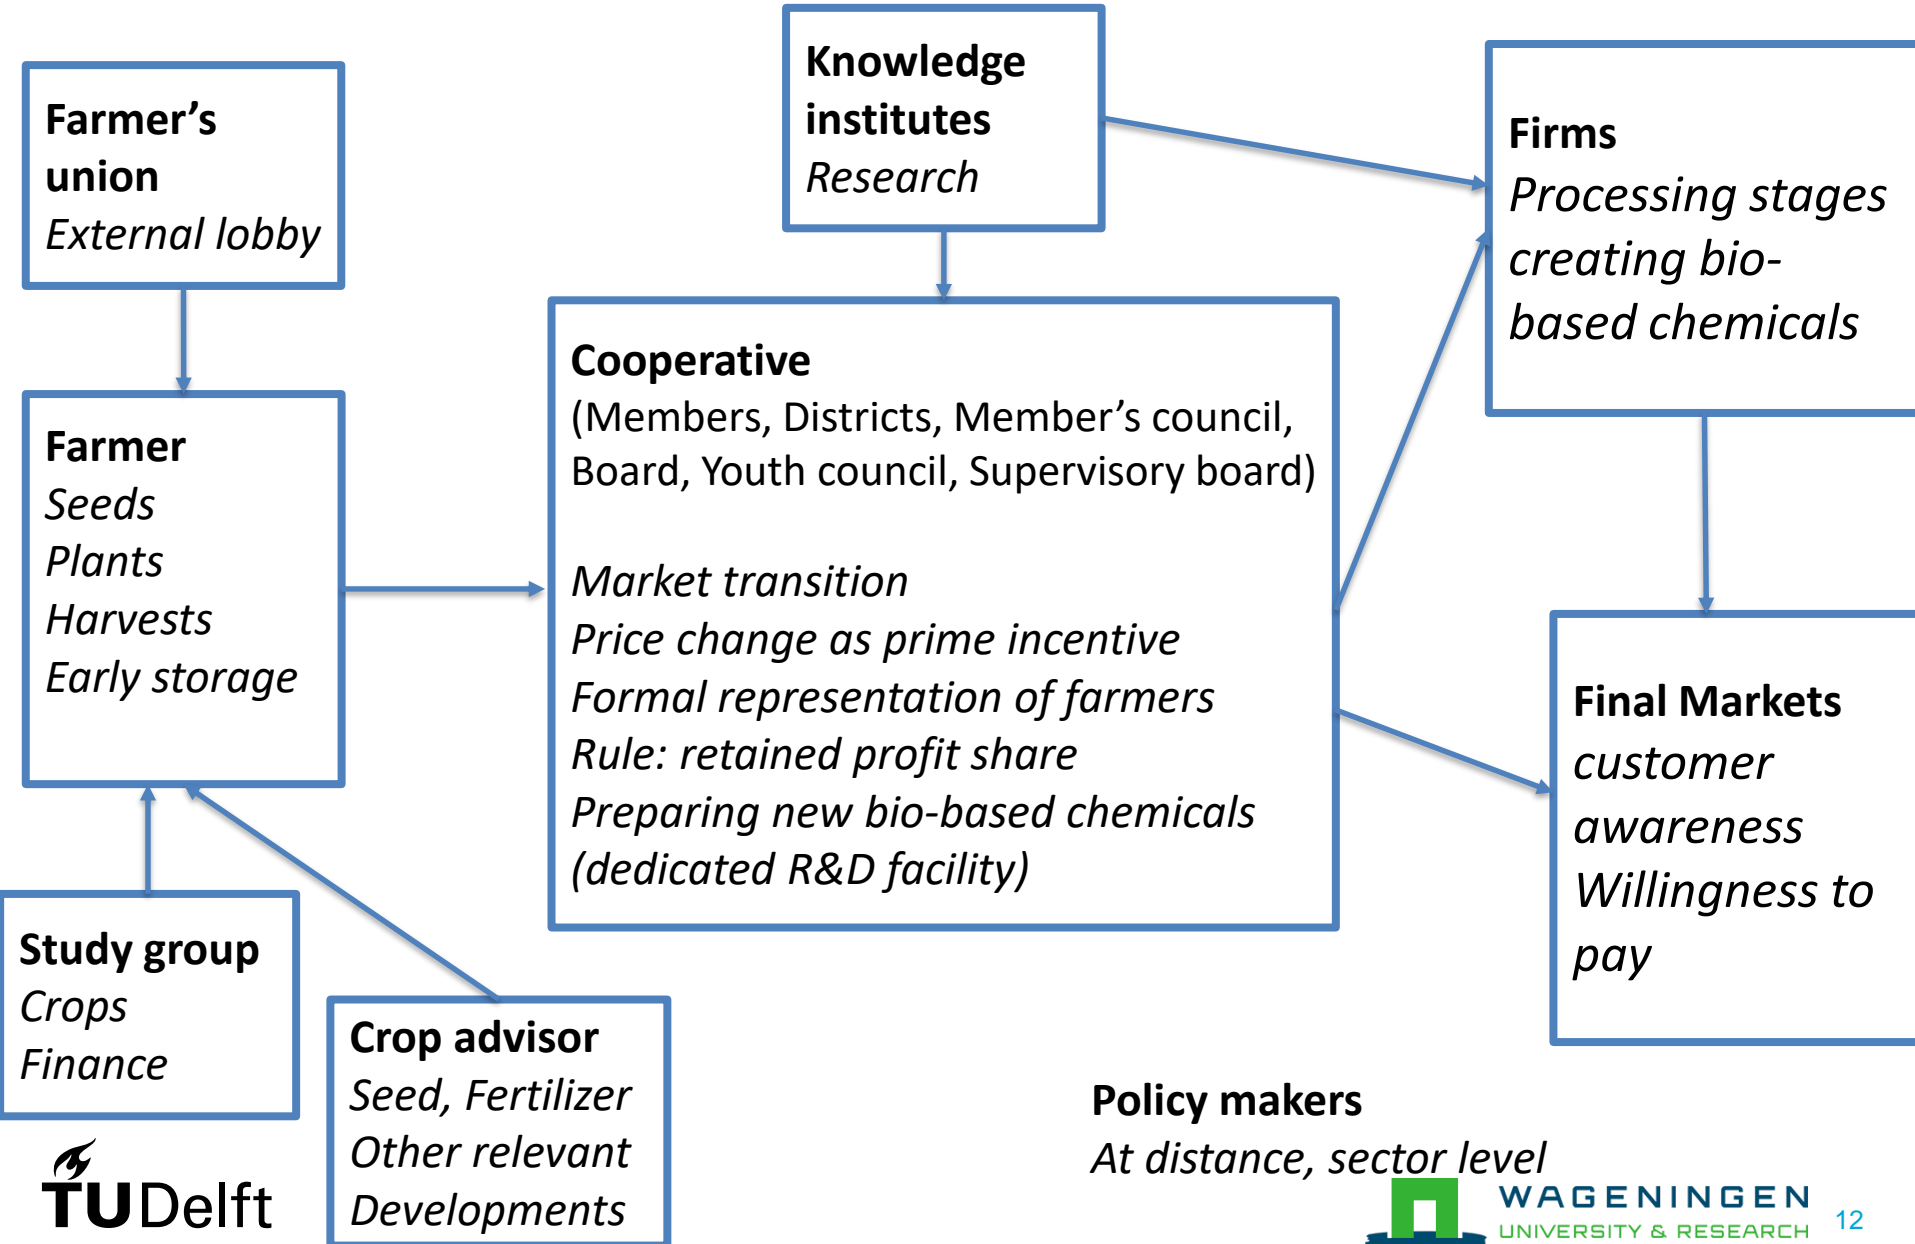 Farmer’s
union
External lobby
Knowledge
institutes
Research
Firms
Processing stages
creating bio-
based chemicals
Farmer
Seeds
Plants
Harvests
Early storage
Cooperative
(Members, Districts, Member’s council,
Board, Youth council, Supervisory board)
Market transition
Price change as prime incentive
Formal representation of farmers
Rule: retained profit share
Preparing new bio-based chemicals
(dedicated R&D facility)
Final Markets
customer
awareness
Willingness to
pay
Study group
Crops
Finance
Crop advisor
Seed, Fertilizer
Other relevant
Developments
Policy makers
At distance, sector level
TUDelft
WAGENINGEN
UNIVERSITY & RESEARCH
12